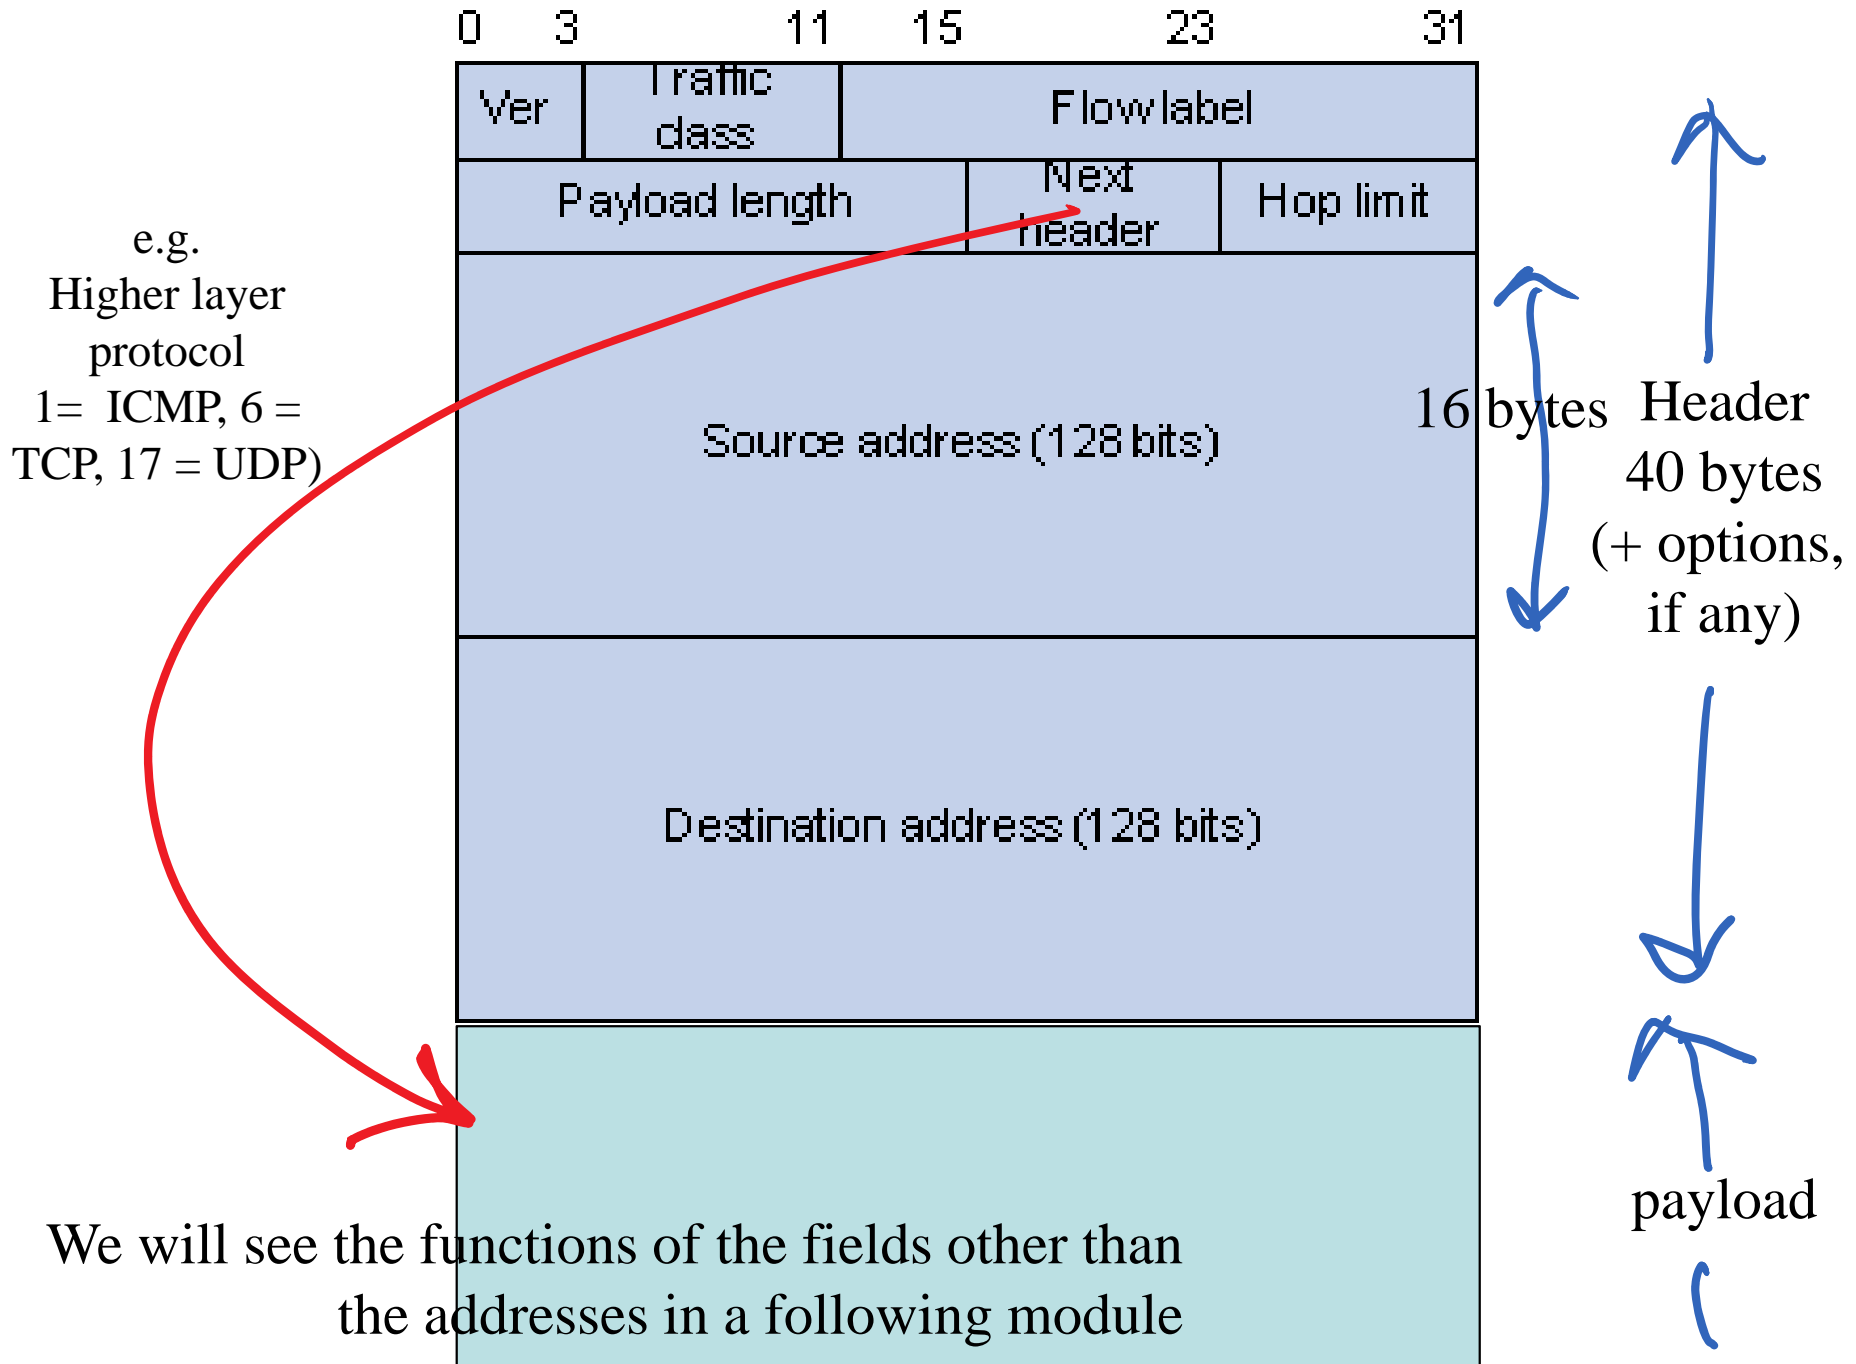 0 3 11 15 23 31
Ver Traffic class Flow label
Payload length Next header Hop limit
e.g.
Higher layer
protocol
1= ICMP, 6 =
TCP, 17 = UDP)
Source address (128 bits)
16 bytes
Header
40 bytes
(+ options,
if any)
Destination address (128 bits)
payload
We will see the functions of the fields other than
the addresses in a following module